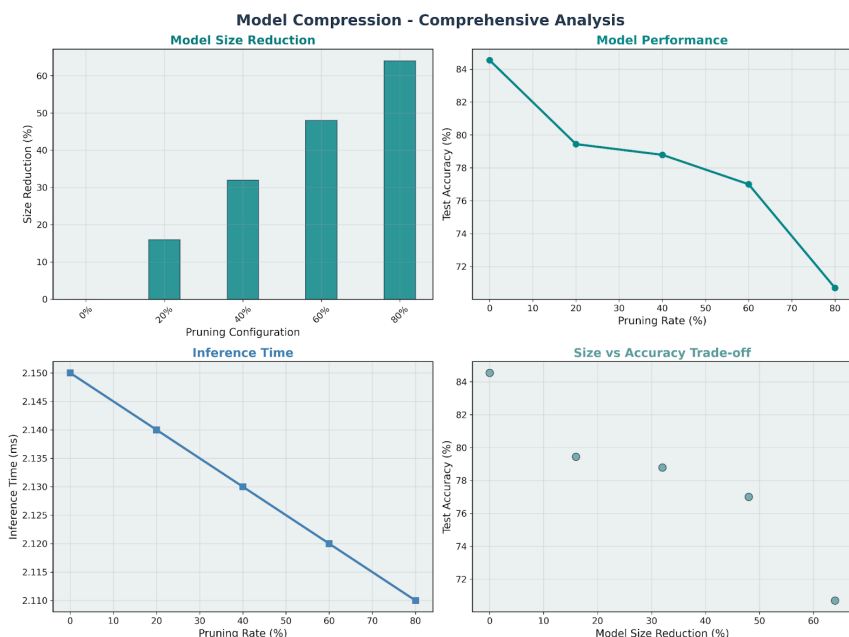 Model Compression - Comprehensive Analysis
Model Size Reduction
Size Reduction (%)
60
50
40
30
20
10
0
0%
20%
40%
60%
80%
Pruning Configuration
Model Performance
Test Accuracy (%)
84
82
80
78
76
74
72
0 10 20 30 40 50 60 70 80
Pruning Rate (%)
Inference Time
Inference Time (ms)
2.150
2.145
2.140
2.135
2.130
2.125
2.120
2.115
2.110
0 10 20 30 40 50 60 70 80
Pruning Rate (%)
Size vs Accuracy Trade-off
Test Accuracy (%)
84
82
80
78
76
74
72
0 10 20 30 40 50 60
Model Size Reduction (%)